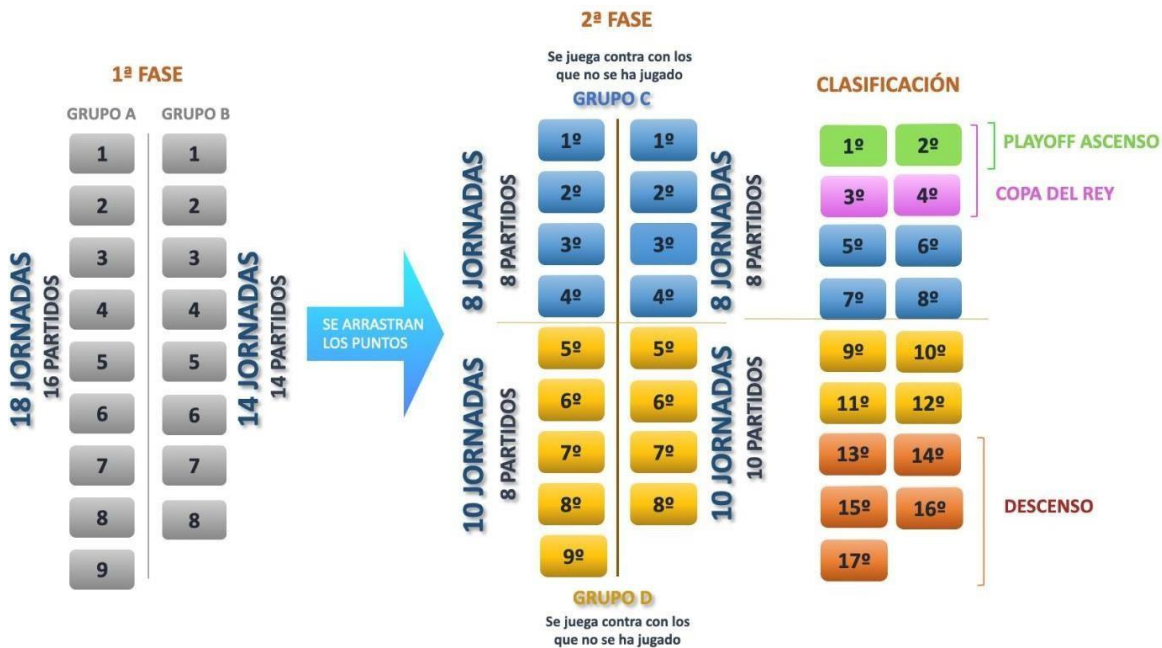 1ª FASE
GRUPO A
GRUPO B
18 JORNADAS
16 PARTIDOS
1
2
3
4
5
6
7
8
9
1
2
3
4
5
6
7
8
14 JORNADAS
14 PARTIDOS
SE ARRASTRAN
LOS PUNTOS
2ª FASE
Se juega contra con los
que no se ha jugado
GRUPO C
8 JORNADAS
8 PARTIDOS
1º
1º
2º
2º
3º
3º
4º
4º
8 JORNADAS
8 PARTIDOS
10 JORNADAS
8 PARTIDOS
5º
5º
6º
6º
7º
7º
8º
8º
9º
10 JORNADAS
10 PARTIDOS
GRUPO D
Se juega contra con los
que no se ha jugado
CLASIFICACIÓN
1º
2º
3º
4º
5º
6º
7º
8º
9º
10º
11º
12º
13º
14º
15º
16º
17º
PLAYOFF ASCENSO
COPA DEL REY
DESCENSO